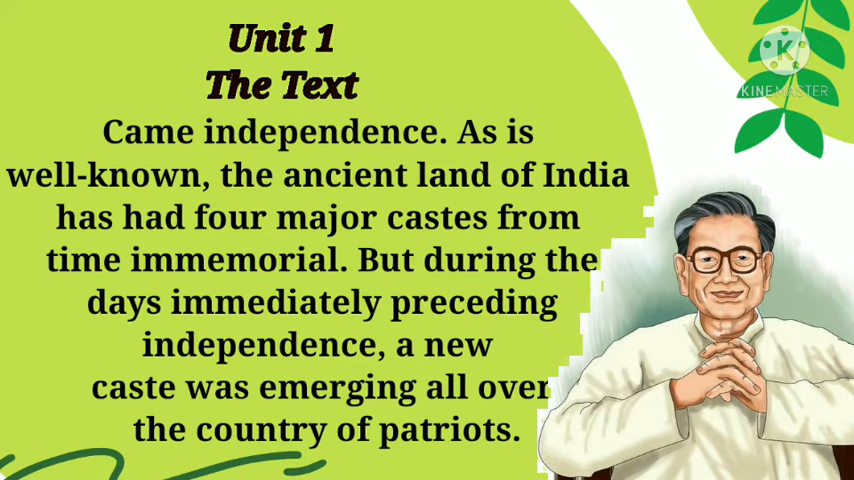 Unit 1
The Text
Came independence. As is
well-known, the ancient land of India
has had four major castes from
time immemorial. But during the
days immediately preceding
independence, a new
caste was emerging all over
the country of patriots.
K
KINEMASTER